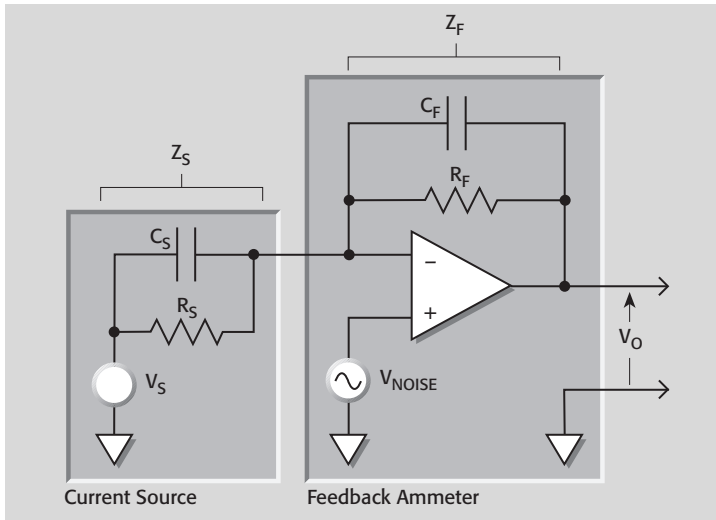 Z_F
C_F
Z_S
R_F
C_S
−
R_S
+
V_O
V_S
V_NOISE
Current Source
Feedback Ammeter